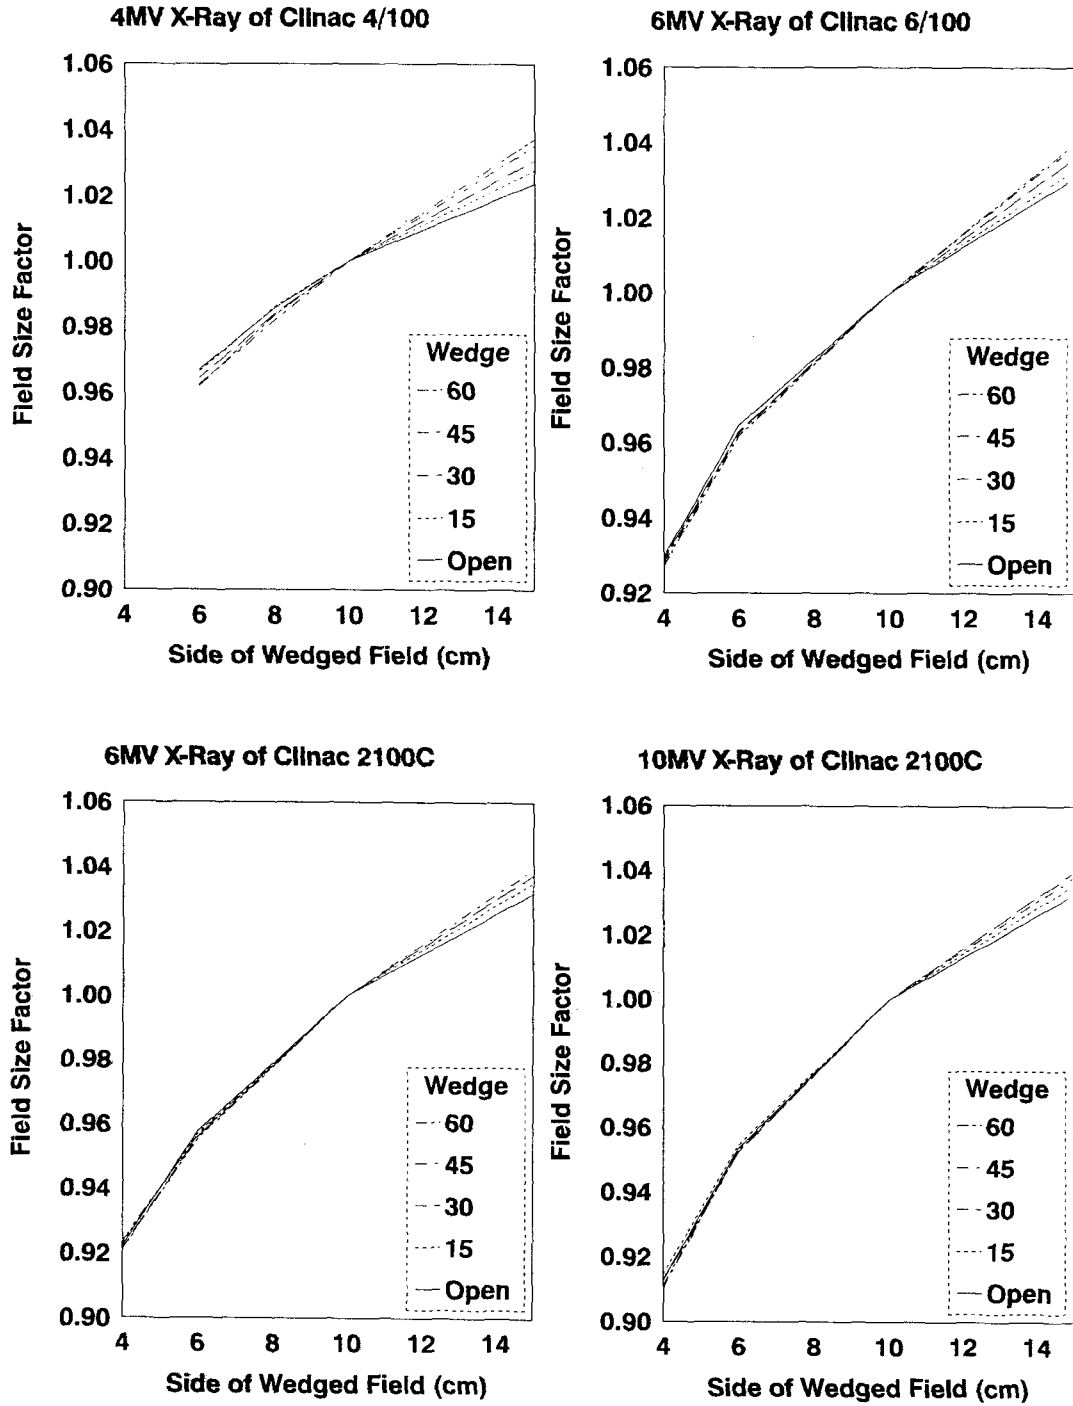 4MV X-Ray of Clinac 4/100
1.06
1.04
1.02
1.00
0.98
0.96
0.94
0.92
0.90
Field Size Factor
Wedge
60
45
30
15
Open
4 6 8 10 12 14
Side of Wedged Field (cm)
6MV X-Ray of Clinac 6/100
1.06
1.04
1.02
1.00
0.98
0.96
0.94
0.92
Field Size Factor
Wedge
60
45
30
15
Open
4 6 8 10 12 14
Side of Wedged Field (cm)
6MV X-Ray of Clinac 2100C
1.06
1.04
1.02
1.00
0.98
0.96
0.94
0.92
0.90
Field Size Factor
Wedge
60
45
30
15
Open
4 6 8 10 12 14
Side of Wedged Field (cm)
10MV X-Ray of Clinac 2100C
1.06
1.04
1.02
1.00
0.98
0.96
0.94
0.92
0.90
Field Size Factor
Wedge
60
45
30
15
Open
4 6 8 10 12 14
Side of Wedged Field (cm)